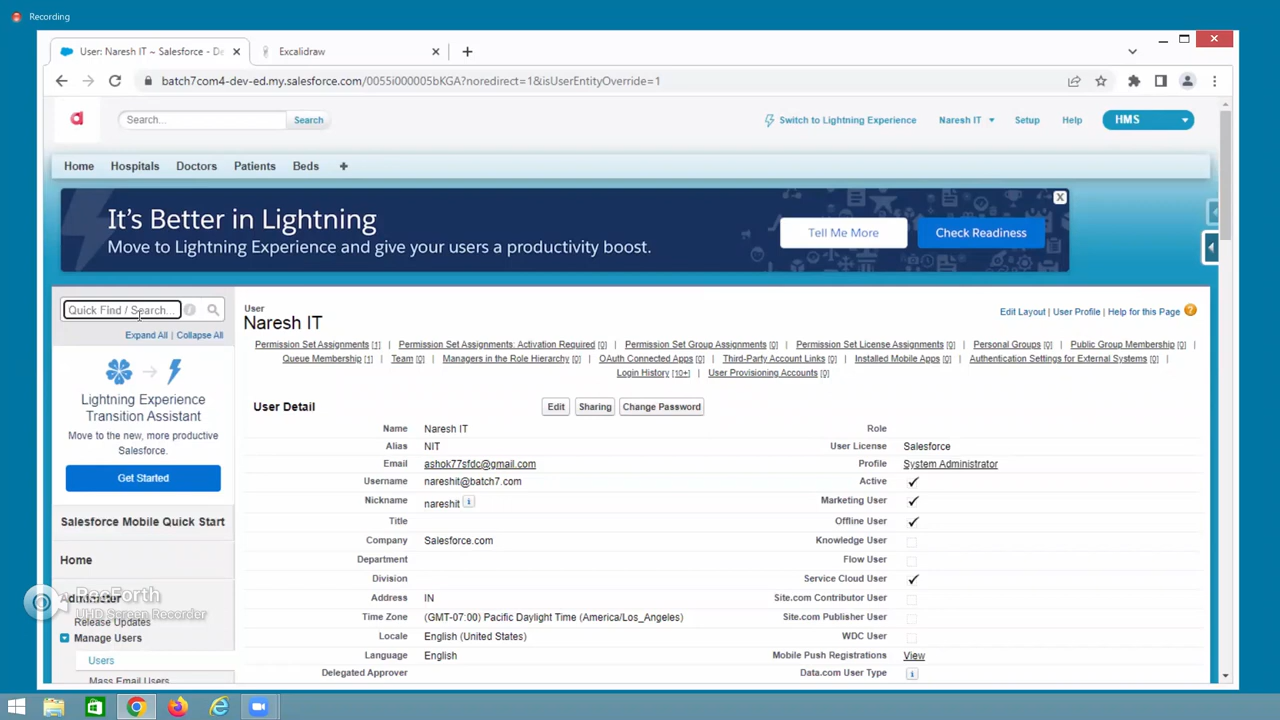 Recording
User: Naresh IT ~ Salesforce - De
Excalidraw
batch7com4-dev-ed.my.salesforce.com/0055i000005bKGA?noredirect=1&isUserEntityOverride=1
Search...
Search
Switch to Lightning Experience
Naresh IT
Setup
Help
HMS
Home
Hospitals
Doctors
Patients
Beds
It's Better in Lightning
Move to Lightning Experience and give your users a productivity boost.
Tell Me More
Check Readiness
X
Quick Find / Search...
Expand All | Collapse All
Lightning Experience
Transition Assistant
Move to the new, more productive
Salesforce.
Get Started
Salesforce Mobile Quick Start
Home
Administer
Release Updates
Manage Users
Users
Mass Email Users
RecForth
UHD Screen Recorder
User
Naresh IT
Edit Layout | User Profile | Help for this Page
Permission Set Assignments [1] | Permission Set Assignments: Activation Required [0] | Permission Set Group Assignments [0] | Permission Set License Assignments [0] | Personal Groups [0] | Public Group Membership [0] |
Queue Membership [1] | Team [0] | Managers in the Role Hierarchy [0] | OAuth Connected Apps [0] | Third-Party Account Links [0] | Installed Mobile Apps [0] | Authentication Settings for External Systems [0] |
Login History [10+] | User Provisioning Accounts [0]
User Detail
Edit
Sharing
Change Password
Name Naresh IT
Role
Alias NIT
User License Salesforce
Email ashok77sfdc@gmail.com
Profile System Administrator
Username nareshit@batch7.com
Active
Nickname nareshit
Marketing User
Title
Offline User
Company Salesforce.com
Knowledge User
Department
Flow User
Division
Service Cloud User
Address IN
Site.com Contributor User
Time Zone (GMT-07:00) Pacific Daylight Time (America/Los_Angeles)
Site.com Publisher User
Locale English (United States)
WDC User
Language English
Mobile Push Registrations View
Delegated Approver
Data.com User Type